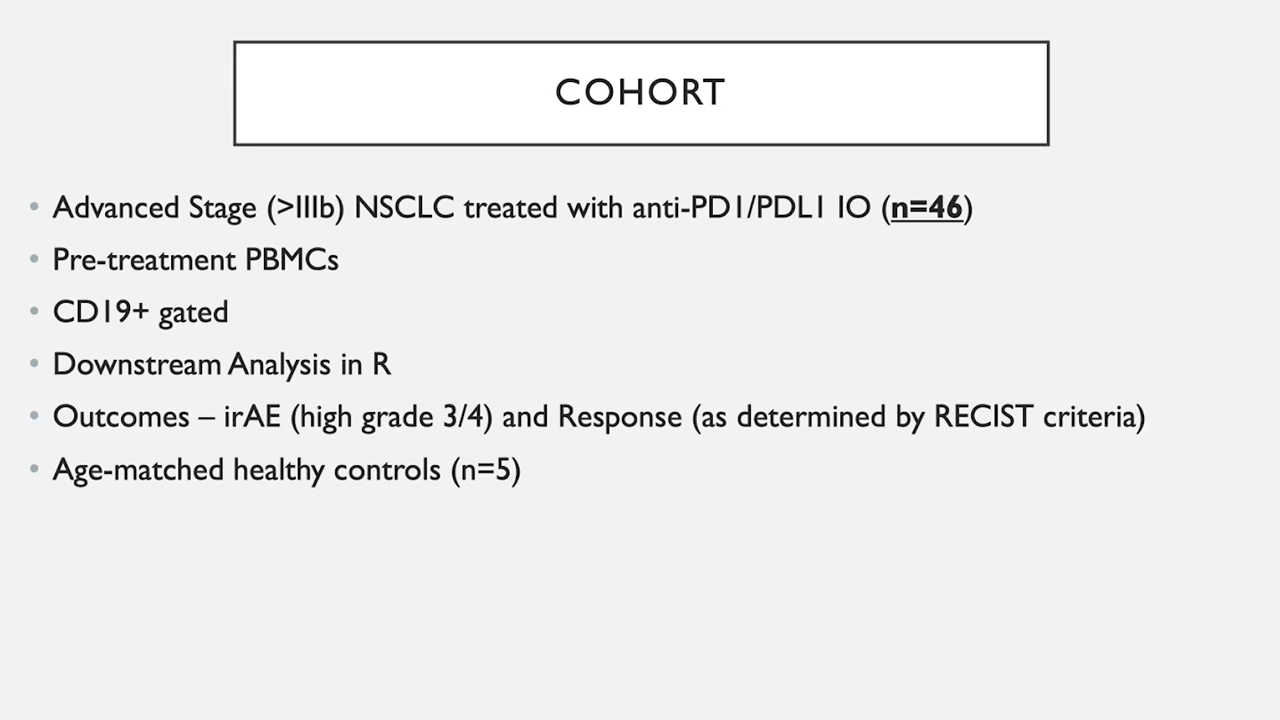 COHORT
• Advanced Stage (>IIIb) NSCLC treated with anti-PD1/PDL1 IO (n=46)
• Pre-treatment PBMCs
• CD19+ gated
• Downstream Analysis in R
• Outcomes – irAE (high grade 3/4) and Response (as determined by RECIST criteria)
• Age-matched healthy controls (n=5)